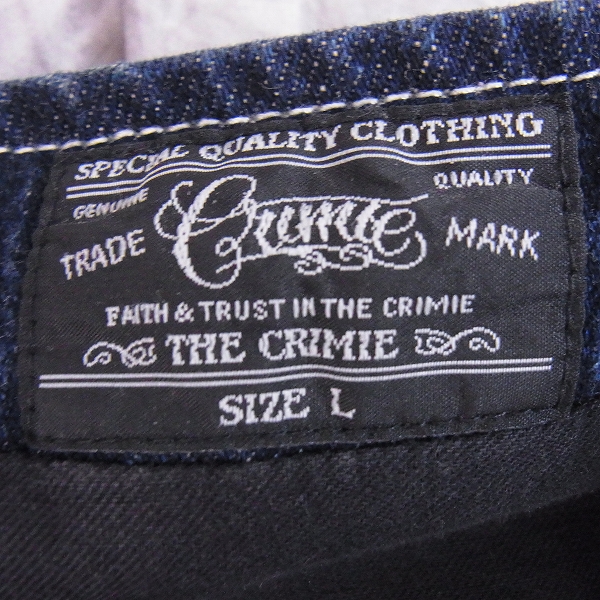 SPECIAL QUALITY CLOTHING
GENUINE QUALITY
TRADE Crimie MARK
FAITH & TRUST IN THE CRIMIE
THE CRIMIE
SIZE L